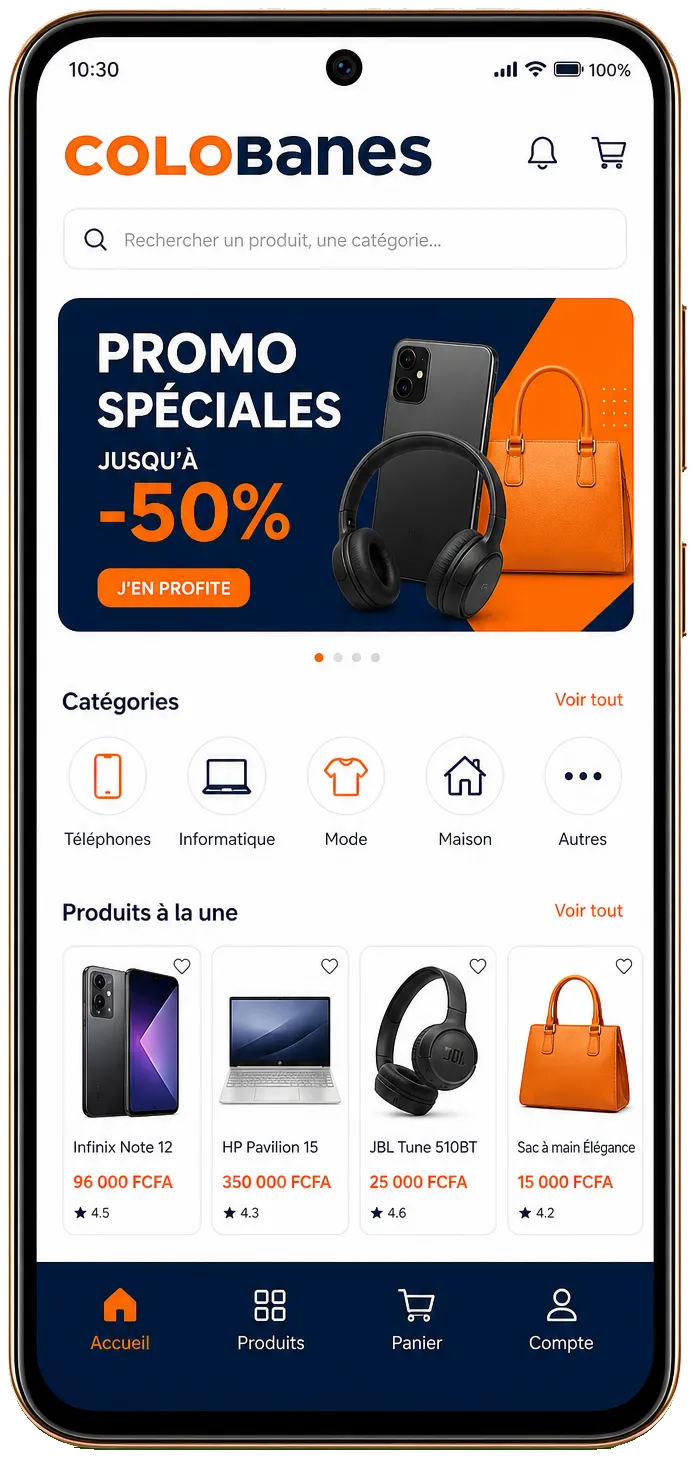 10:30
100%
COLOBanes
Rechercher un produit, une catégorie...
PROMO
SPÉCIALES
JUSQU'À
-50%
J'EN PROFITE
Catégories
Voir tout
Téléphones
Informatique
Mode
Maison
Autres
Produits à la une
Voir tout
JBL
Infinix Note 12
HP Pavilion 15
JBL Tune 510BT
Sac à main Élégance
96 000 FCFA
350 000 FCFA
25 000 FCFA
15 000 FCFA
4.5
4.3
4.6
4.2
Accueil
Produits
Panier
Compte